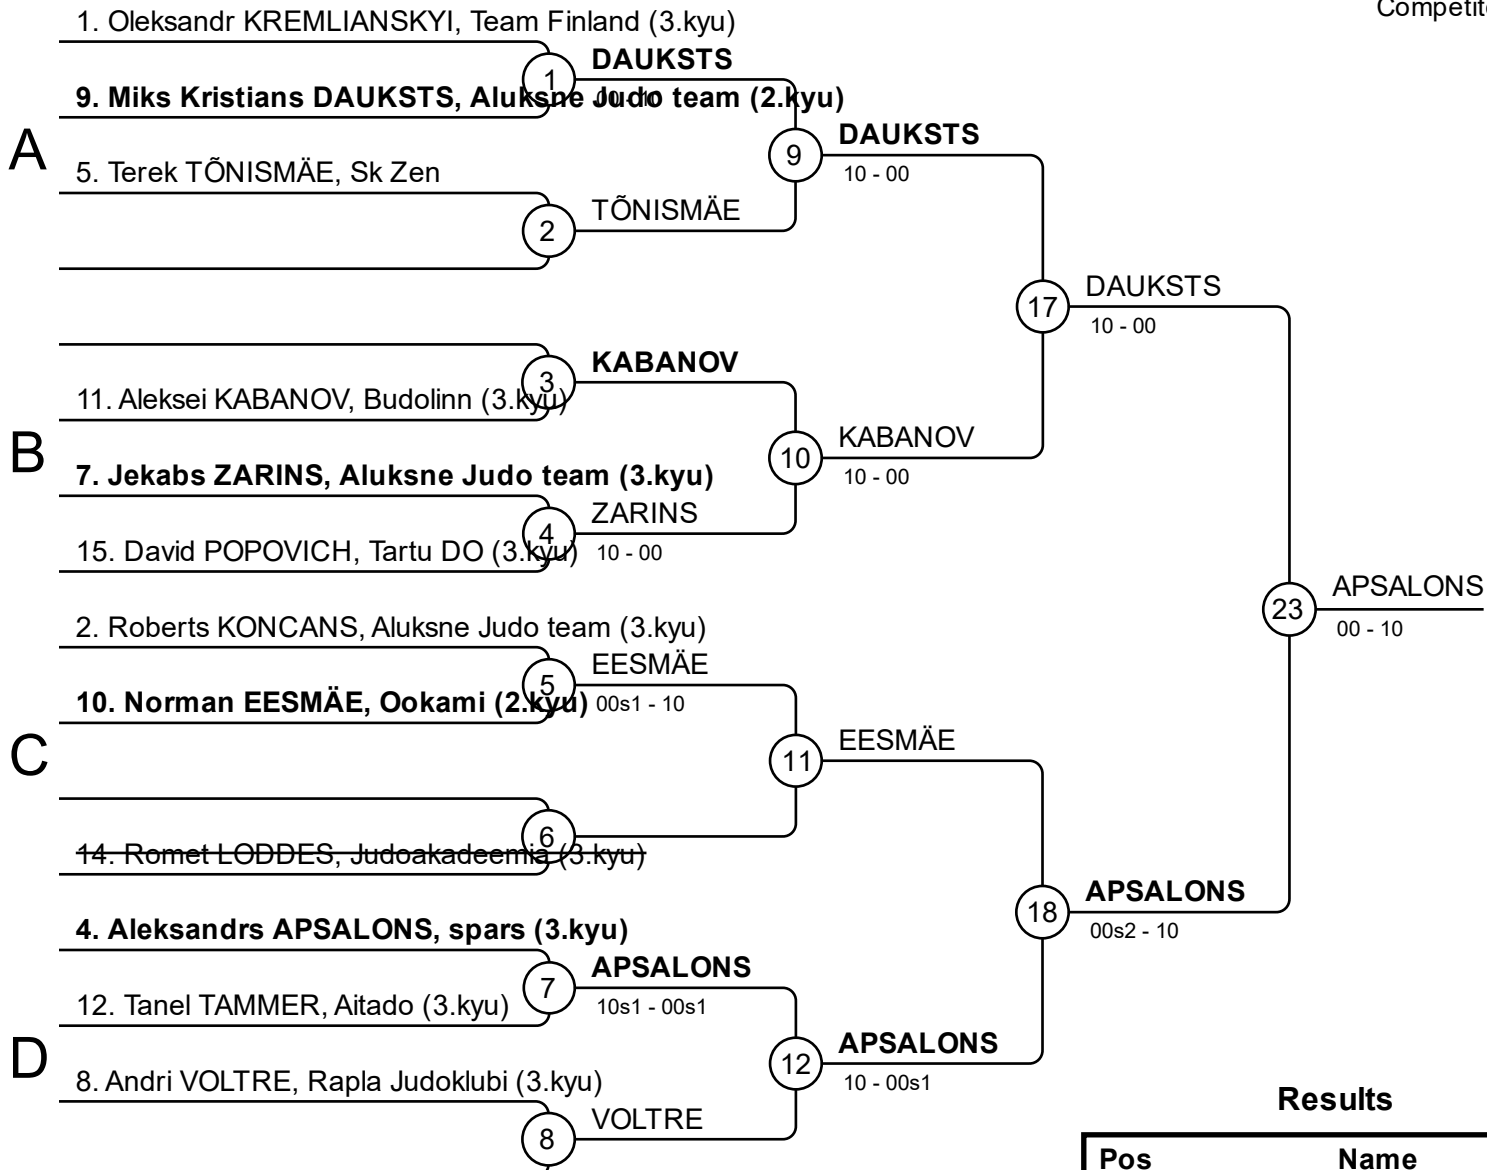 Competit
1. Oleksandr KREMLIANSKYI, Team Finland (3.kyu)
1
DAUKSTS
9. Miks Kristians DAUKSTS, Aluksne Judo team (2.kyu)
A
9
DAUKSTS
10 - 00
5. Terek TÕNISMÄE, Sk Zen
2
TÕNISMÄE
17
DAUKSTS
10 - 00
3
KABANOV
11. Aleksei KABANOV, Budolinn (3.kyu)
B
10
KABANOV
10 - 00
7. Jekabs ZARINS, Aluksne Judo team (3.kyu)
4
ZARINS
10 - 00
15. David POPOVICH, Tartu DO (3.kyu)
23
APSALONS
00 - 10
2. Roberts KONCANS, Aluksne Judo team (3.kyu)
5
EESMÄE
00s1 - 10
10. Norman EESMÄE, Ookami (2.kyu)
C
11
EESMÄE
6
14. Romet LODDES, Judoakadeemia (3.kyu)
18
APSALONS
00s2 - 10
4. Aleksandrs APSALONS, spars (3.kyu)
7
APSALONS
10s1 - 00s1
12. Tanel TAMMER, Aitado (3.kyu)
D
12
APSALONS
10 - 00s1
8. Andri VOLTRE, Rapla Judoklubi (3.kyu)
8
VOLTRE
Results
Pos Name